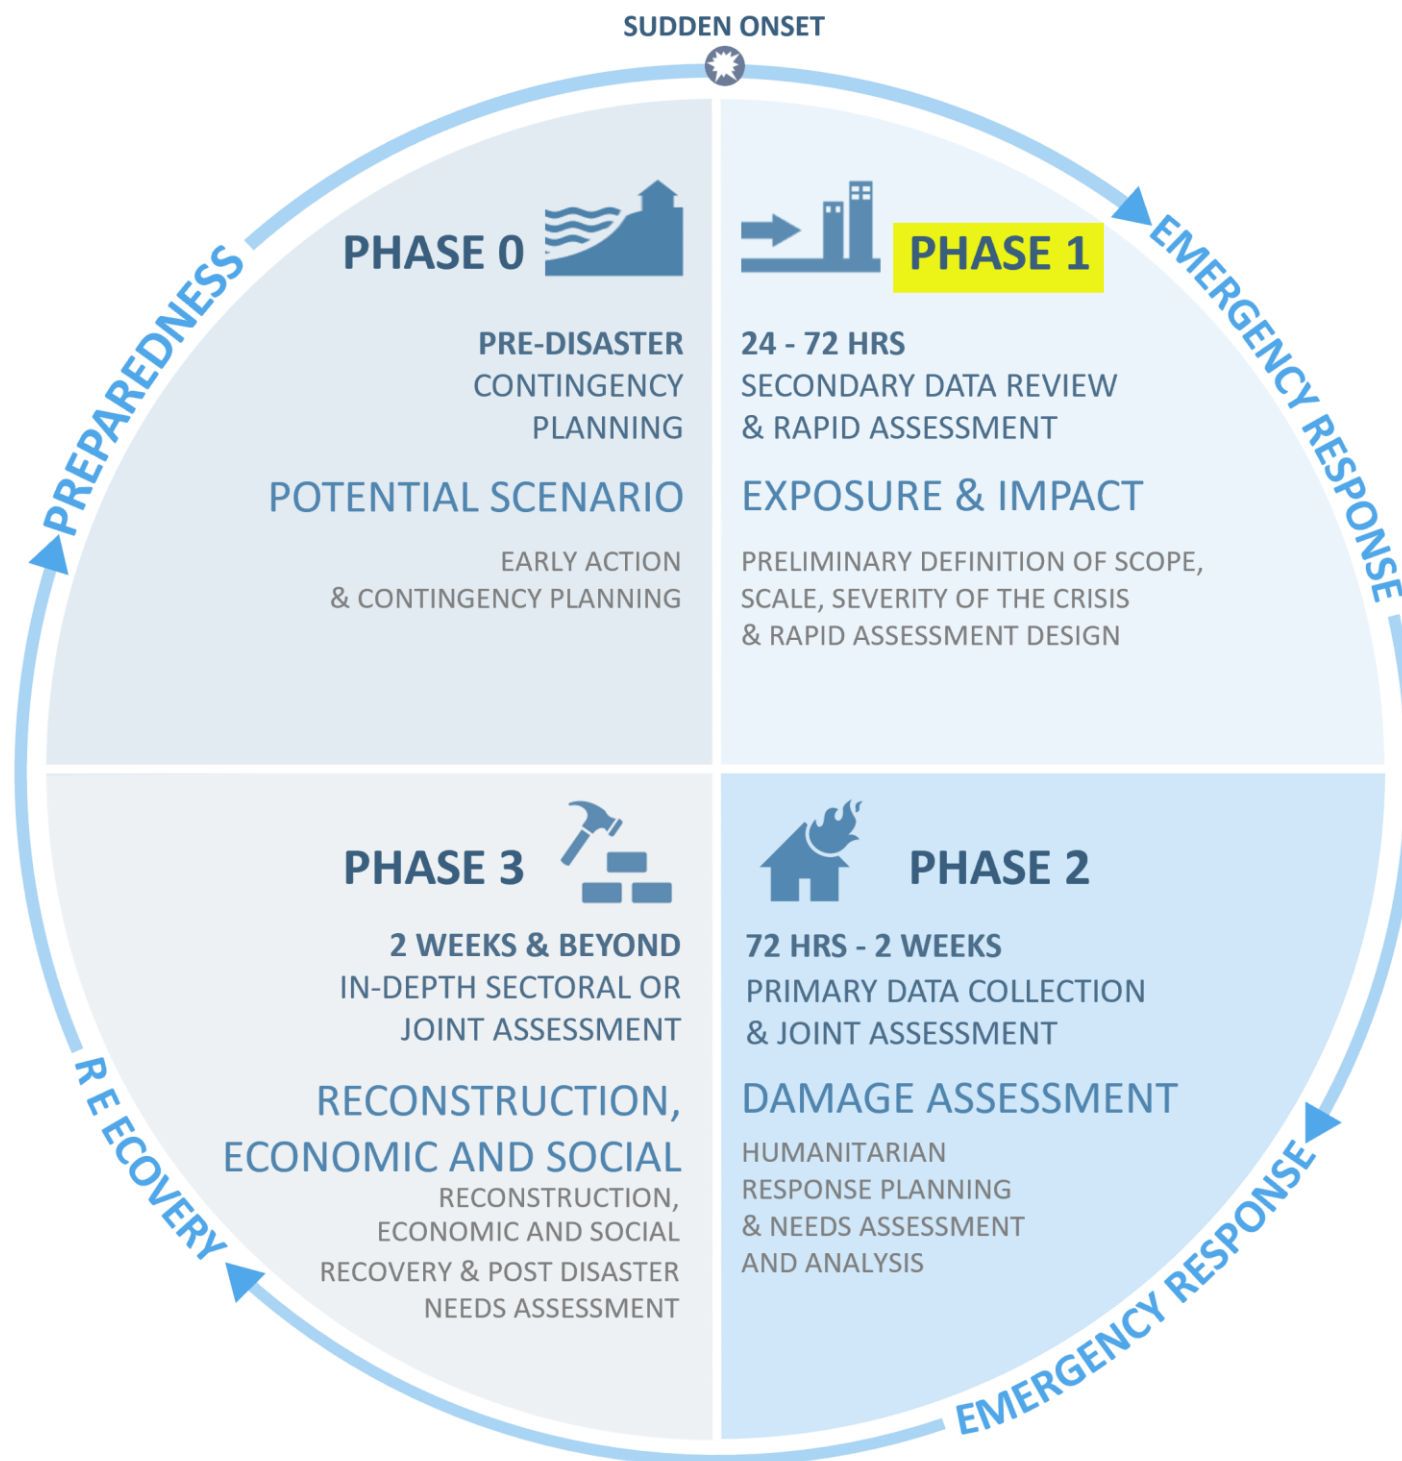 SUDDEN ONSET
PREPAREDNESS
PHASE 0
PRE-DISASTER
CONTINGENCY
PLANNING
POTENTIAL SCENARIO
EARLY ACTION
& CONTINGENCY PLANNING
PHASE 1
24 - 72 HRS
SECONDARY DATA REVIEW
& RAPID ASSESSMENT
EXPOSURE & IMPACT
PRELIMINARY DEFINITION OF SCOPE,
SCALE, SEVERITY OF THE CRISIS
& RAPID ASSESSMENT DESIGN
EMERGENCY RESPONSE
PHASE 2
72 HRS - 2 WEEKS
PRIMARY DATA COLLECTION
& JOINT ASSESSMENT
DAMAGE ASSESSMENT
HUMANITARIAN
RESPONSE PLANNING
& NEEDS ASSESSMENT
AND ANALYSIS
EMERGENCY RESPONSE
PHASE 3
2 WEEKS & BEYOND
IN-DEPTH SECTORAL OR
JOINT ASSESSMENT
RECONSTRUCTION,
ECONOMIC AND SOCIAL
RECONSTRUCTION,
ECONOMIC AND SOCIAL
RECOVERY & POST DISASTER
NEEDS ASSESSMENT
R E ECOVERY